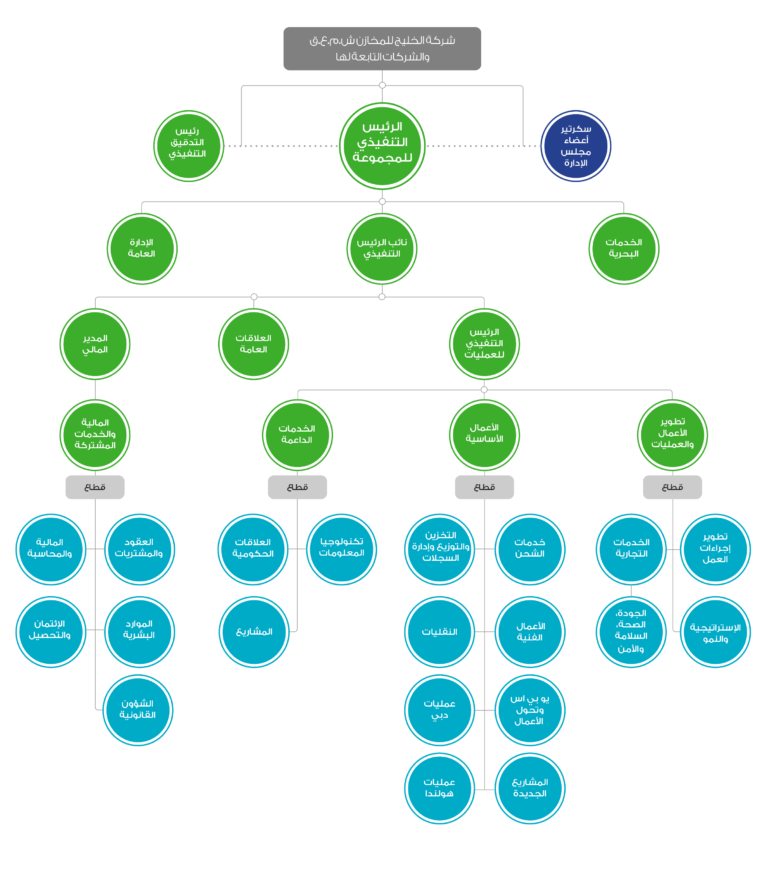 شركة الخليج للمخازن ش.م.ع.ق
والشركات التابعة لها
سكرتير
أعضاء
مجلس
الإدارة
الرئيس
التنفيذي
للمجموعة
رئيس
التدقيق
التنفيذي
الخدمات
البحرية
نائب الرئيس
التنفيذي
الإدارة
العامة
الرئيس
التنفيذي
للعمليات
العلاقات
العامة
المدير
المالي
تطوير
الأعمال
والعمليات
الأعمال
الأساسية
الخدمات
الداعمة
المالية
والخدمات
المشتركة
قطاع
قطاع
قطاع
قطاع
تطوير
إجراءات
العمل
الخدمات
التجارية
خدمات
الشحن
التخزين
والتوزيع وإدارة
السجلات
تكنولوجيا
المعلومات
العلاقات
الحكومية
العقود
والمشتريات
المالية
والمحاسبة
الإستراتيجية
والنمو
الجودة،
الصحة،
السلامة
والأمن
الأعمال
الفنية
النقليات
المشاريع
الموارد
البشرية
الإئتمان
والتحصيل
يو بي اس
وتحول
الأعمال
عمليات
دبي
الشؤون
القانونية
المشاريع
الجديدة
عمليات
هولندا